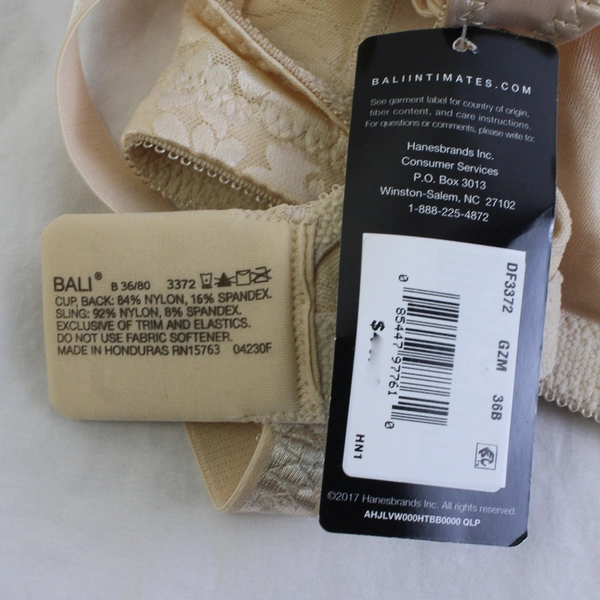 BALIINTIMATES.COM
See garment label for country of origin,
fiber content, and care instructions.
For questions or comments, please write to:
Hanesbrands Inc.
Consumer Services
P.O. Box 3013
Winston-Salem, NC 27102
1-888-225-4872
DF3372 GZM 36B
0 85447 97761 0
$
HN1
©2017 Hanesbrands Inc. All rights reserved.
AHJLVW000HTBB0000 QLP
BALI® B 36/80 3372
CUP, BACK: 84% NYLON, 16% SPANDEX.
SLING: 92% NYLON, 8% SPANDEX.
EXCLUSIVE OF TRIM AND ELASTICS.
DO NOT USE FABRIC SOFTENER.
MADE IN HONDURAS RN15763 04230F